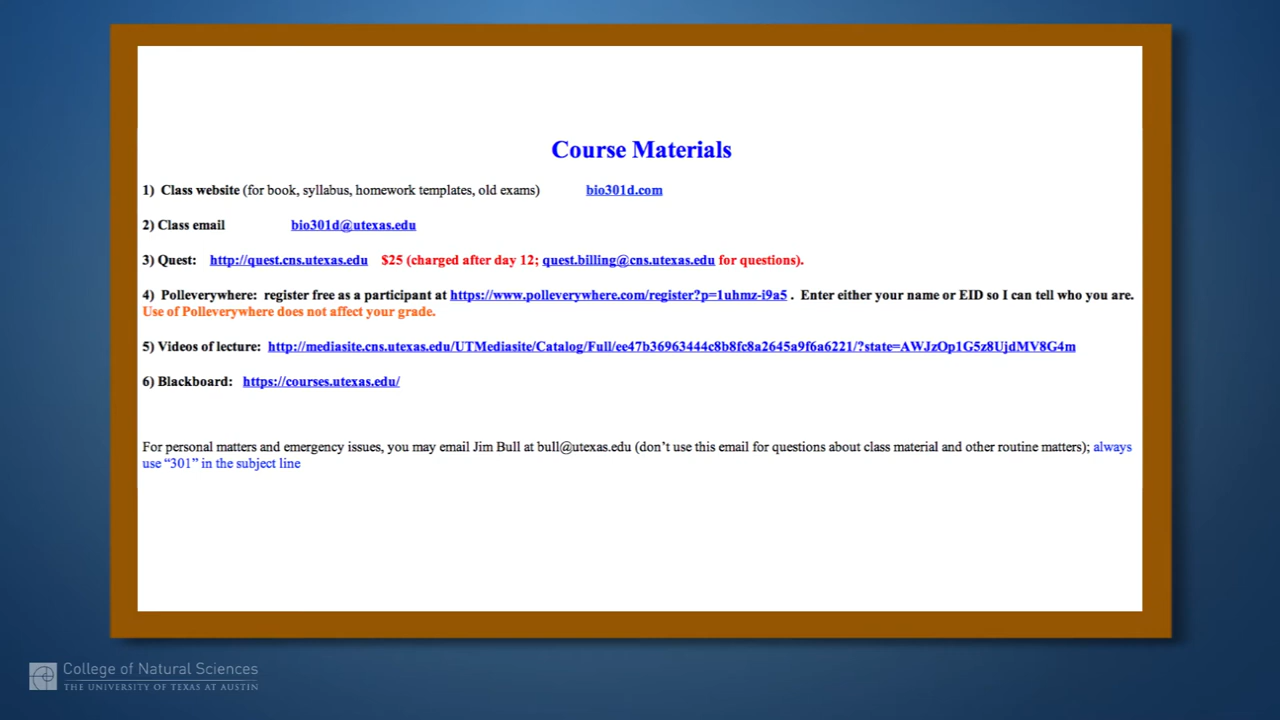 Course Materials
1) Class website (for book, syllabus, homework templates, old exams) bio301d.com
2) Class email bio301d@utexas.edu
3) Quest: http://quest.cns.utexas.edu $25 (charged after day 12; quest.billing@cns.utexas.edu for questions).
4) Polleverywhere: register free as a participant at https://www.polleverywhere.com/register?p=1uhmz-i9a5 . Enter either your name or EID so I can tell who you are.
Use of Polleverywhere does not affect your grade.
5) Videos of lecture: http://mediasite.cns.utexas.edu/UTMediasite/Catalog/Full/ee47b36963444c8b8fc8a2645a9f6a6221/?state=AWJzOp1G5z8UjdMV8G4m
6) Blackboard: https://courses.utexas.edu/
For personal matters and emergency issues, you may email Jim Bull at bull@utexas.edu (don’t use this email for questions about class material and other routine matters); always
use “301” in the subject line
College of Natural Sciences
THE UNIVERSITY OF TEXAS AT AUSTIN